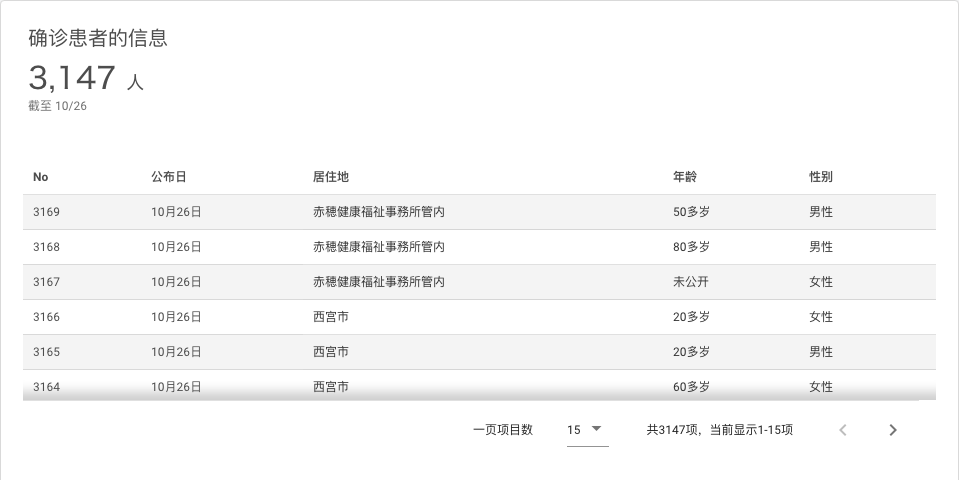 确诊患者的信息
3,147 人
截至 10/26
No 公布日 居住地 年龄 性别
3169 10月26日 赤穂健康福祉事務所管内 50多岁 男性
3168 10月26日 赤穂健康福祉事務所管内 80多岁 男性
3167 10月26日 赤穂健康福祉事務所管内 未公开 女性
3166 10月26日 西宫市 20多岁 女性
3165 10月26日 西宫市 20多岁 男性
3164 10月26日 西宫市 60多岁 女性
一页项目数 15 共3147项，当前显示1-15项